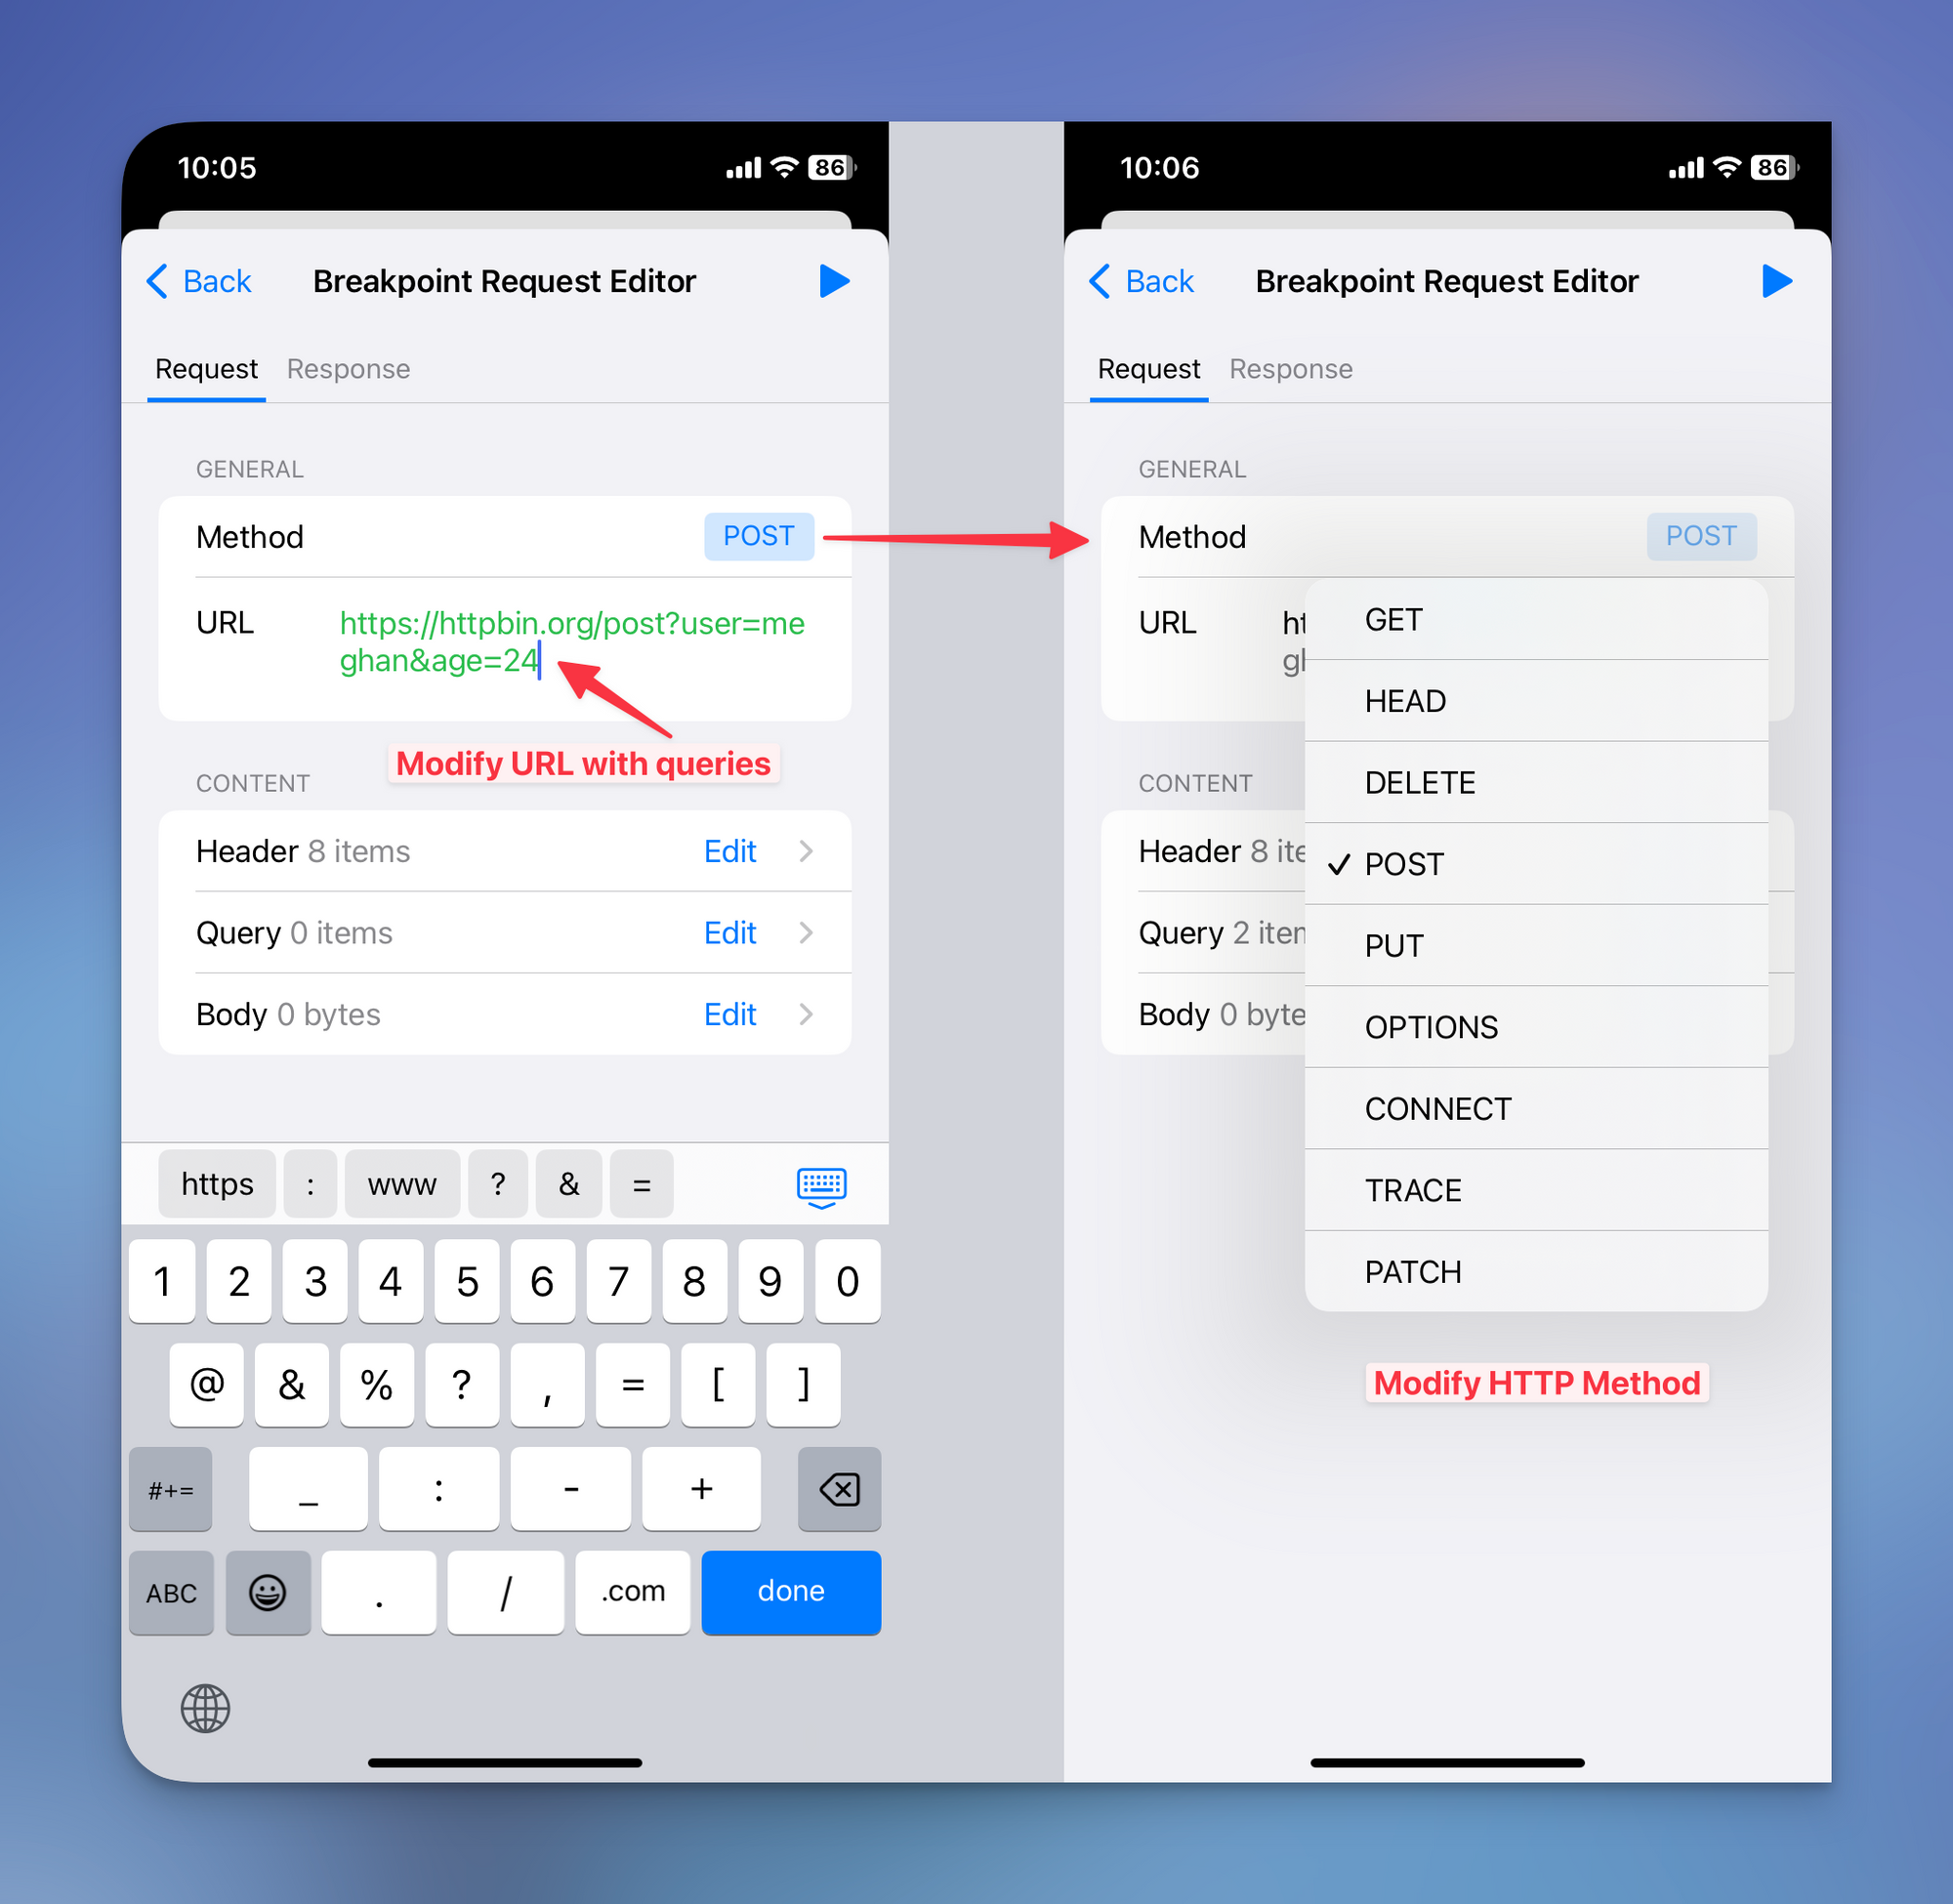 10:05
86
Back
Breakpoint Request Editor
Request
Response
GENERAL
Method
POST
URL
https://httpbin.org/post?user=me
ghan&age=24
Modify URL with queries
CONTENT
Header 8 items
Edit
Query 0 items
Edit
Body 0 bytes
Edit
https
:
www
?
&
=
1 2 3 4 5 6 7 8 9 0
@ & % ? , = [ ]
#+= _ : - +
ABC . / .com done
10:06
86
Back
Breakpoint Request Editor
Request
Response
GENERAL
Method
POST
URL
ht
gh
CONTENT
Header 8 ite
Query 2 item
Body 0 byte
GET
HEAD
DELETE
✓ POST
PUT
OPTIONS
CONNECT
TRACE
PATCH
Modify HTTP Method